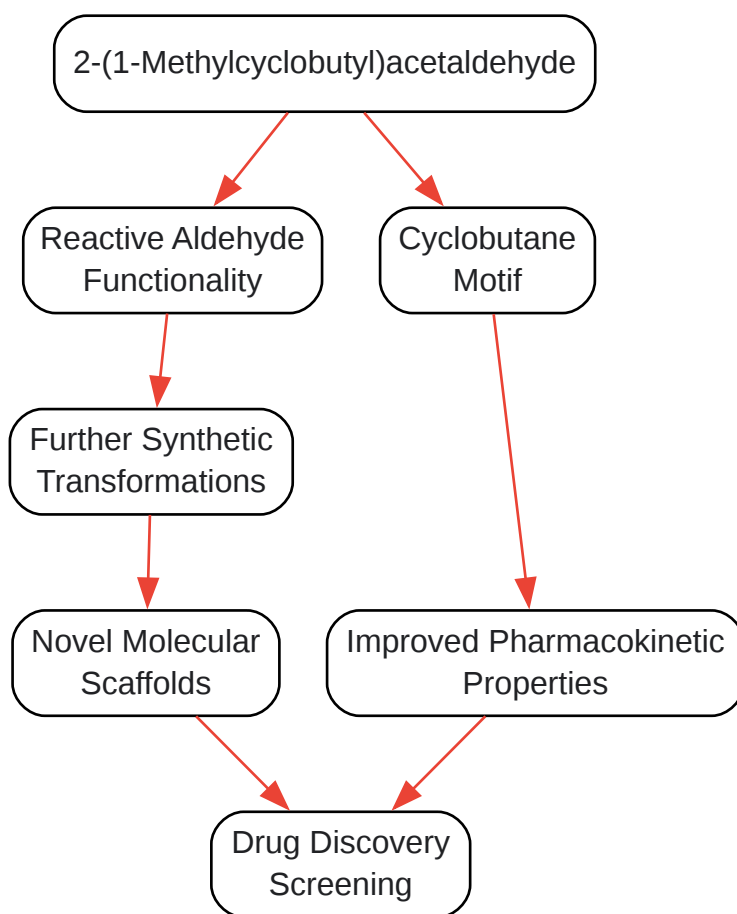 2-(1-Methylcyclobutyl)acetaldehyde
Reactive Aldehyde
Functionality
Cyclobutane
Motif
Further Synthetic
Transformations
Novel Molecular
Scaffolds
Improved Pharmacokinetic
Properties
Drug Discovery
Screening